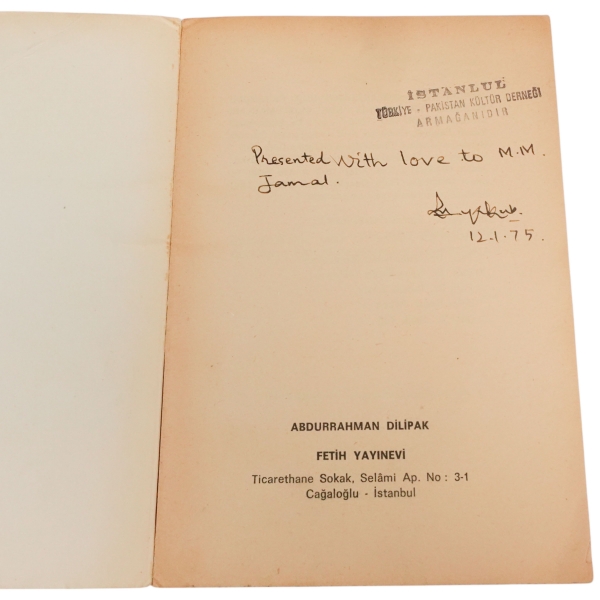 İSTANLUL
TÜRKİYE - PAKİSTAN KÜLTÜR DERNEĞİ
ARMAĞANIDIR
Presented with love to M.M.
Jamal.
12.1.75.
ABDURRAHMAN DİLİPAK
FETİH YAYINEVİ
Ticarethane Sokak, Selâmi Ap. No : 3-1
Cağaloğlu - İstanbul